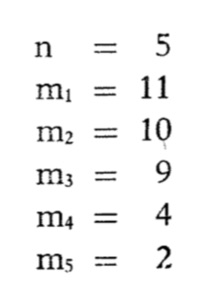 n = 5
m₁ = 11
m₂ = 10
m₃ = 9
m₄ = 4
m₅ = 2